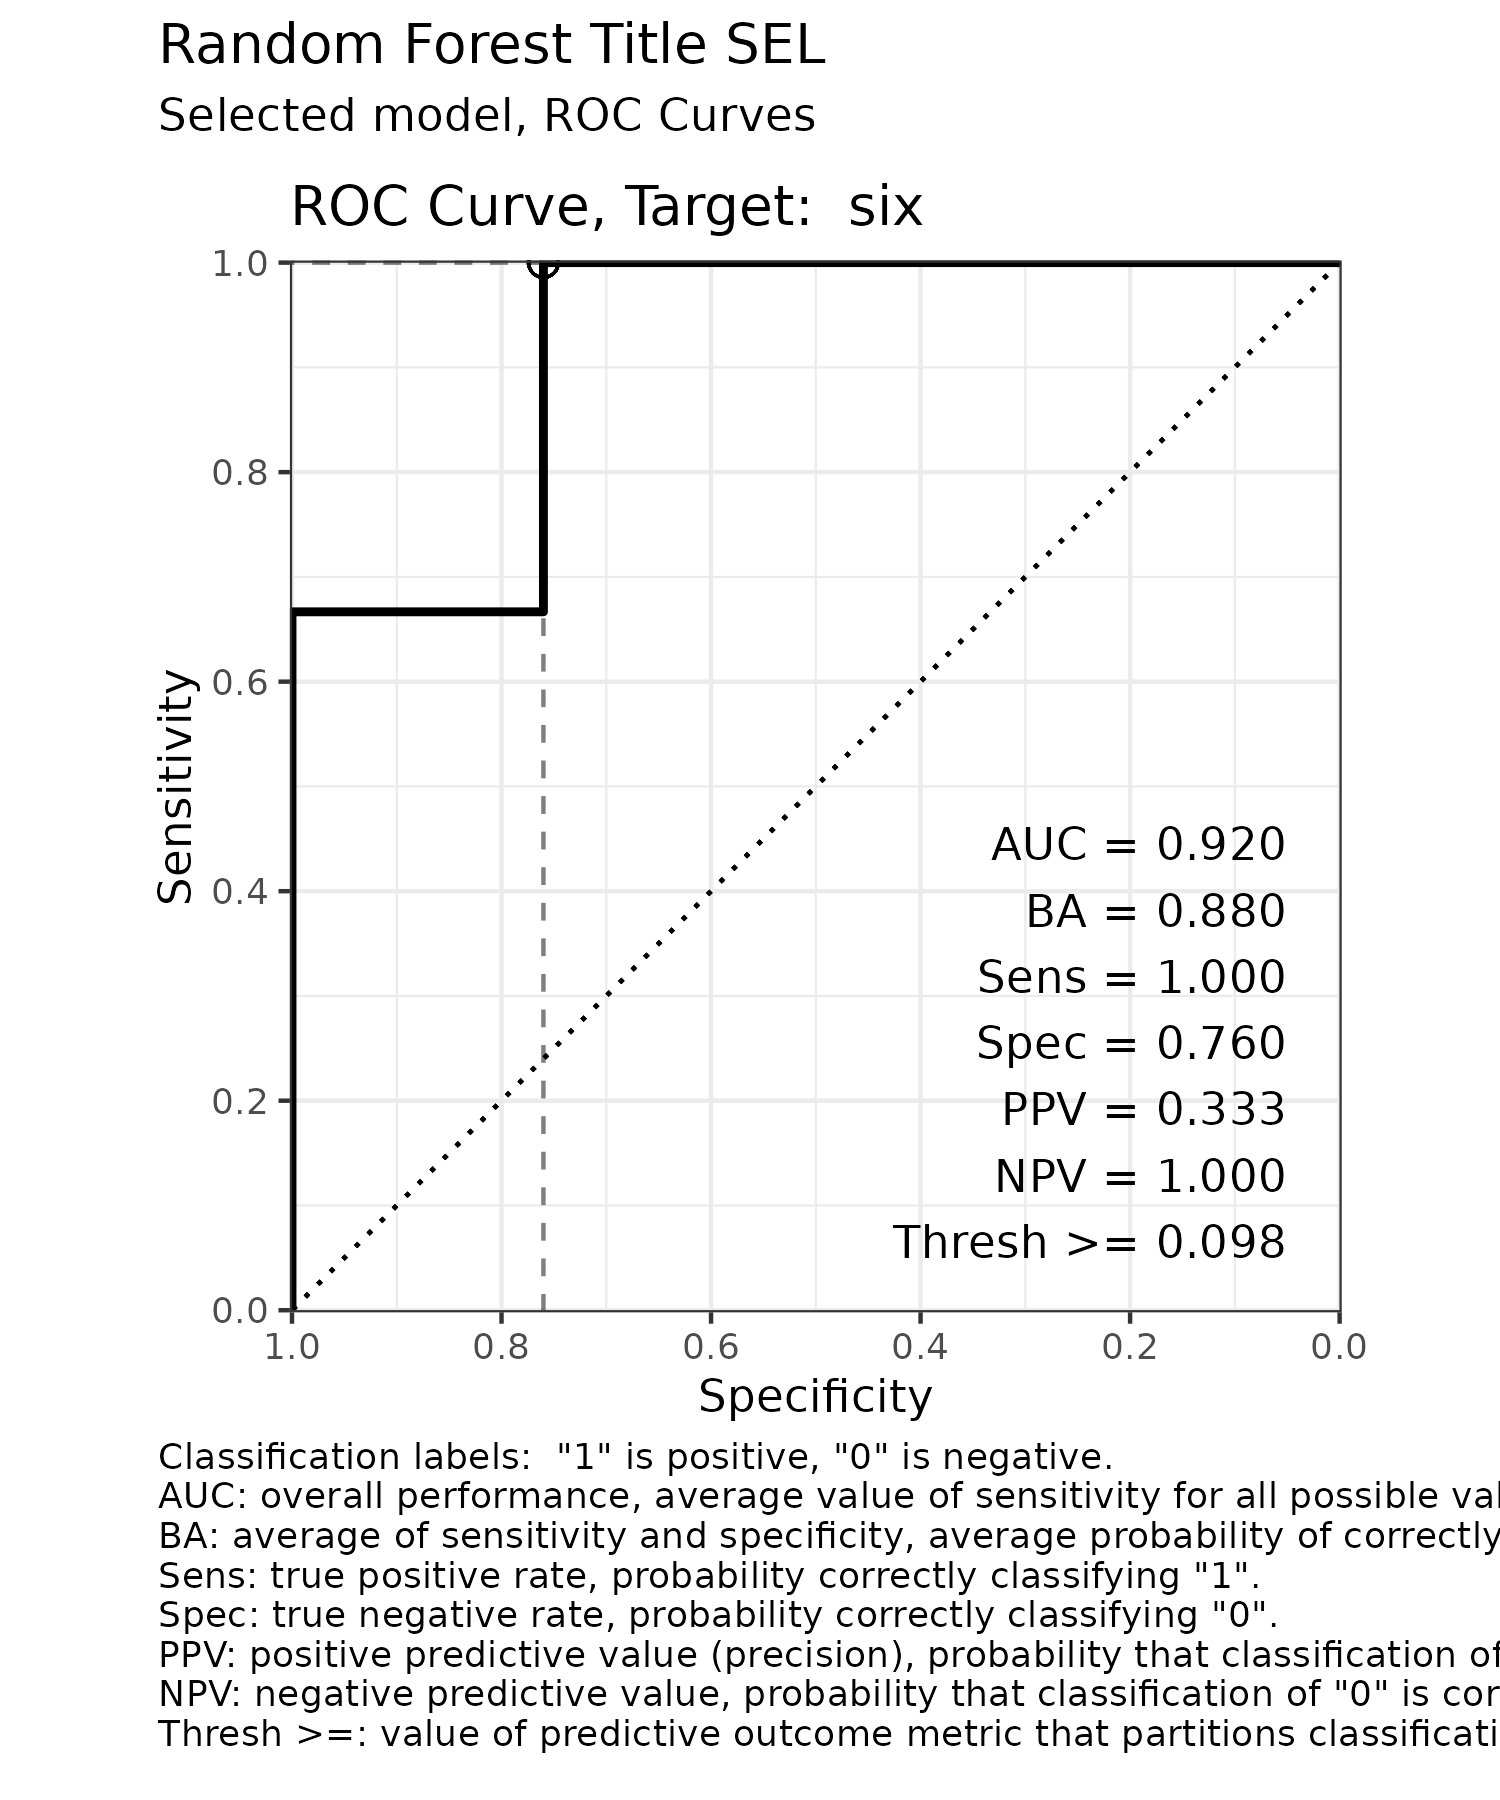 Random Forest Title SEL
Selected model, ROC Curves
ROC Curve, Target:  six
1.0
0.8
0.6
0.4
0.2
0.0
Sensitivity
AUC = 0.920
BA = 0.880
Sens = 1.000
Spec = 0.760
PPV = 0.333
NPV = 1.000
Thresh >= 0.098
1.0 0.8 0.6 0.4 0.2 0.0
Specificity
Classification labels:  "1" is positive, "0" is negative.
AUC: overall performance, average value of sensitivity for all possible val
BA: average of sensitivity and specificity, average probability of correctly
Sens: true positive rate, probability correctly classifying "1".
Spec: true negative rate, probability correctly classifying "0".
PPV: positive predictive value (precision), probability that classification of
NPV: negative predictive value, probability that classification of "0" is cor
Thresh >=: value of predictive outcome metric that partitions classificati